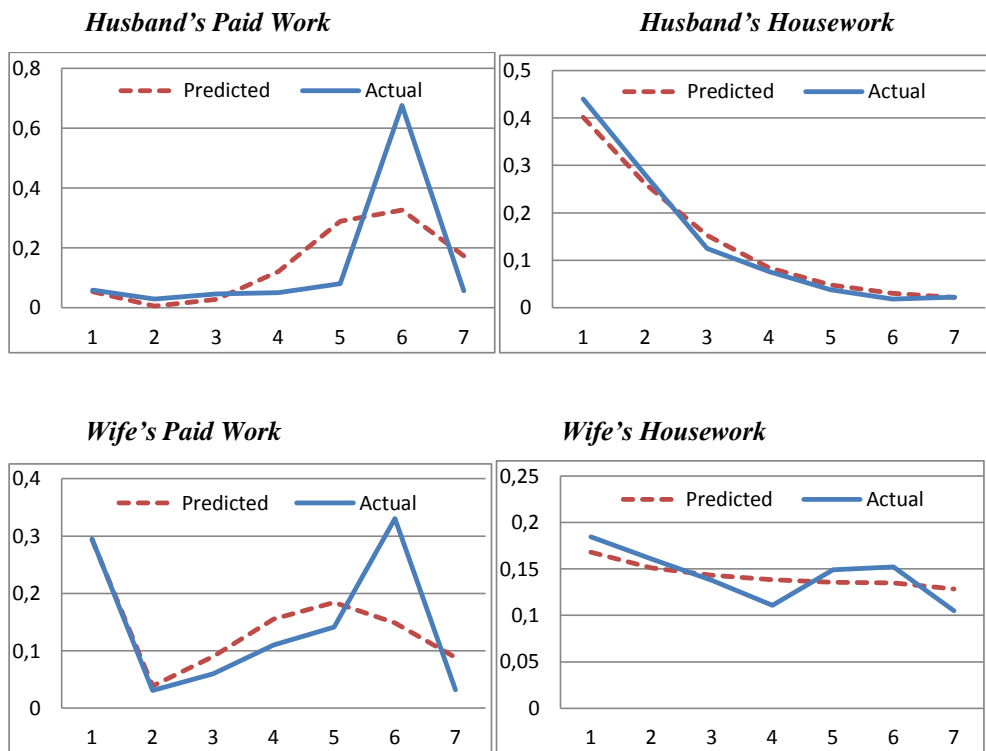 Husband's Paid Work
0,8
0,6
0,4
0,2
0
Predicted Actual
1 2 3 4 5 6 7
Husband's Housework
0,5
0,4
0,3
0,2
0,1
0
Predicted Actual
1 2 3 4 5 6 7
Wife's Paid Work
0,4
0,3
0,2
0,1
0
Predicted Actual
1 2 3 4 5 6 7
Wife's Housework
0,25
0,2
0,15
0,1
0,05
0
Predicted Actual
1 2 3 4 5 6 7